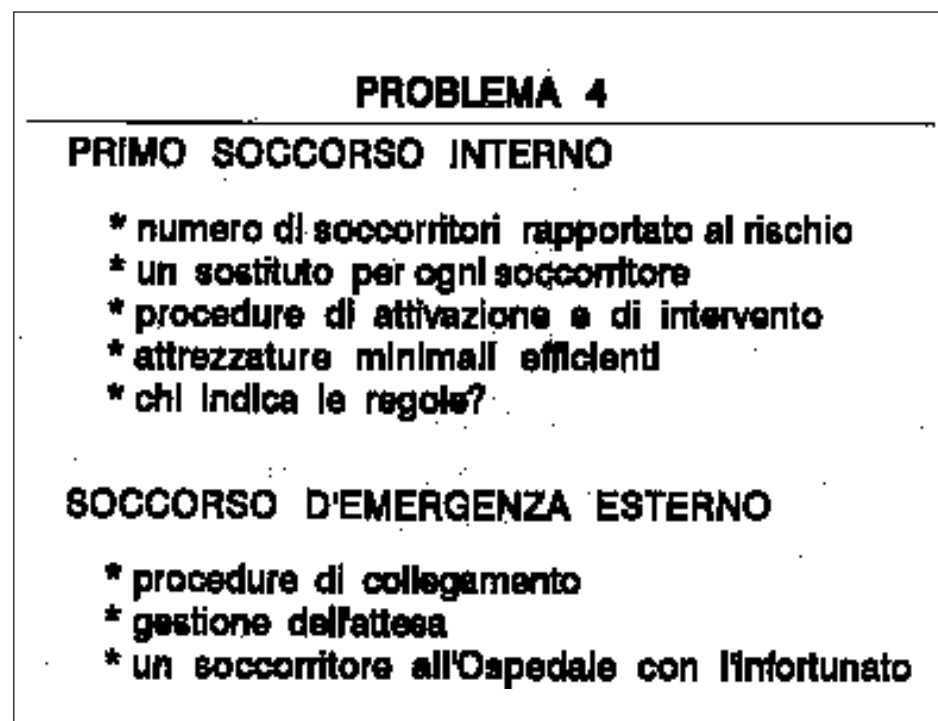 PROBLEMA 4
PRIMO SOCCORSO INTERNO
* numero di soccorritori rapportato al rischio
* un sostituto per ogni soccorritore
* procedure di attivazione e di intervento
* attrezzature minimali efficienti
* chi indica le regole?
SOCCORSO D'EMERGENZA ESTERNO
* procedure di collegamento
* gestione dell'attesa
* un soccorritore all'Ospedale con l'infortunato